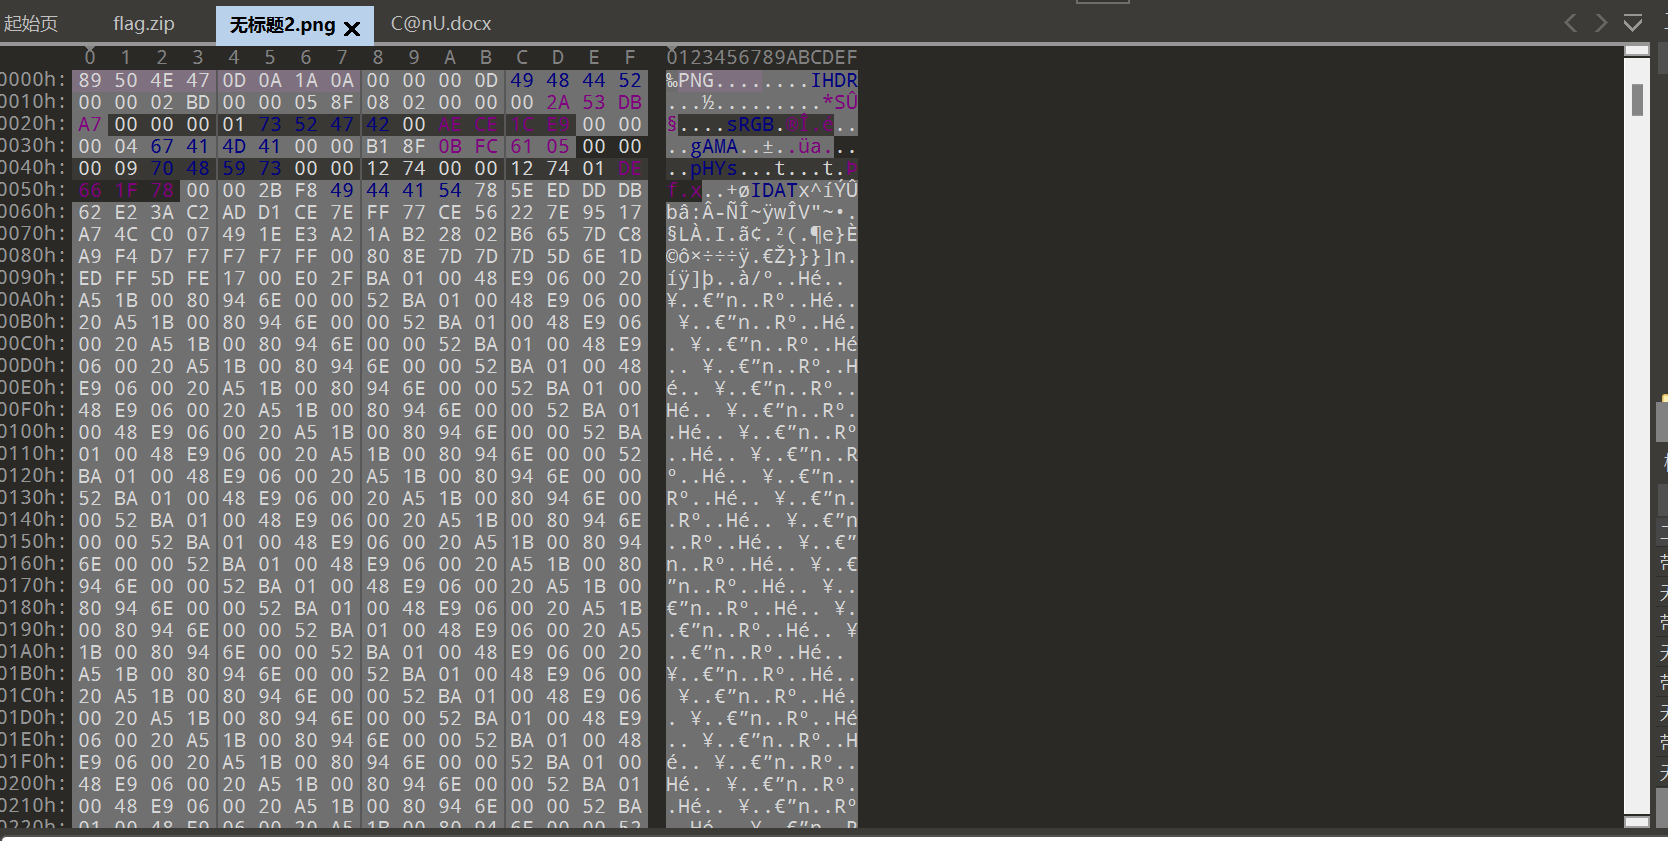 起始页 flag.zip 无标题2.png C@nU.docx
0 1 2 3 4 5 6 7 8 9 A B C D E F 0123456789ABCDEF
0000h: 89 50 4E 47 0D 0A 1A 0A 00 00 00 0D 49 48 44 52 ‰PNG........IHDR
0010h: 00 00 02 BD 00 00 05 8F 08 02 00 00 00 2A 53 DB ...½.........*SÛ
0020h: A7 00 00 00 01 73 52 47 42 00 AE CE 1C E9 00 00 §....sRGB.®Î.é..
0030h: 00 04 67 41 4D 41 00 00 B1 8F 0B FC 61 05 00 00 ..gAMA..±..üa...
0040h: 00 09 70 48 59 73 00 00 12 74 00 00 12 74 01 DE ..pHYs...t...t.Þ
0050h: 66 1F 78 00 00 2B F8 49 44 41 54 78 5E ED DD DB f.x..+øIDATx^íÝÛ
0060h: 62 E2 3A C2 AD D1 CE 7E FF 77 CE 56 22 7E 95 17 bâ:Â-ÑÎ~ÿwÎV"~•.
0070h: A7 4C C0 07 49 1E E3 A2 1A B2 28 02 B6 65 7D C8 §LÀ.I.ã¢.²(.¶e}È
0080h: A9 F4 D7 F7 F7 F7 FF 00 80 8E 7D 7D 7D 5D 6E 1D ©ô×÷÷÷ÿ.€Ž}}}]n.
0090h: ED FF 5D FE 17 00 E0 2F BA 01 00 48 E9 06 00 20 íÿ]þ..à/º..Hé..
00A0h: A5 1B 00 80 94 6E 00 00 52 BA 01 00 48 E9 06 00 ¥..€”n..Rº..Hé..
00B0h: 20 A5 1B 00 80 94 6E 00 00 52 BA 01 00 48 E9 06 ¥..€”n..Rº..Hé.
00C0h: 00 20 A5 1B 00 80 94 6E 00 00 52 BA 01 00 48 E9 . ¥..€”n..Rº..Hé
00D0h: 06 00 20 A5 1B 00 80 94 6E 00 00 52 BA 01 00 48 .. ¥..€”n..Rº..H
00E0h: E9 06 00 20 A5 1B 00 80 94 6E 00 00 52 BA 01 00 é.. ¥..€”n..Rº..
00F0h: 48 E9 06 00 20 A5 1B 00 80 94 6E 00 00 52 BA 01 Hé.. ¥..€”n..Rº.
0100h: 00 48 E9 06 00 20 A5 1B 00 80 94 6E 00 00 52 BA .Hé.. ¥..€”n..Rº
0110h: 01 00 48 E9 06 00 20 A5 1B 00 80 94 6E 00 00 52 ..Hé.. ¥..€”n..R
0120h: BA 01 00 48 E9 06 00 20 A5 1B 00 80 94 6E 00 00 º..Hé.. ¥..€”n..
0130h: 52 BA 01 00 48 E9 06 00 20 A5 1B 00 80 94 6E 00 Rº..Hé.. ¥..€”n.
0140h: 00 52 BA 01 00 48 E9 06 00 20 A5 1B 00 80 94 6E .Rº..Hé.. ¥..€”n
0150h: 00 00 52 BA 01 00 48 E9 06 00 20 A5 1B 00 80 94 ..Rº..Hé.. ¥..€”
0160h: 6E 00 00 52 BA 01 00 48 E9 06 00 20 A5 1B 00 80 n..Rº..Hé.. ¥..€
0170h: 94 6E 00 00 52 BA 01 00 48 E9 06 00 20 A5 1B 00 ”n..Rº..Hé.. ¥..
0180h: 80 94 6E 00 00 52 BA 01 00 48 E9 06 00 20 A5 1B €”n..Rº..Hé.. ¥.
0190h: 00 80 94 6E 00 00 52 BA 01 00 48 E9 06 00 20 A5 .€”n..Rº..Hé.. ¥
01A0h: 1B 00 80 94 6E 00 00 52 BA 01 00 48 E9 06 00 20 ..€”n..Rº..Hé..
01B0h: A5 1B 00 80 94 6E 00 00 52 BA 01 00 48 E9 06 00 ¥..€”n..Rº..Hé..
01C0h: 20 A5 1B 00 80 94 6E 00 00 52 BA 01 00 48 E9 06 ¥..€”n..Rº..Hé.
01D0h: 00 20 A5 1B 00 80 94 6E 00 00 52 BA 01 00 48 E9 . ¥..€”n..Rº..Hé
01E0h: 06 00 20 A5 1B 00 80 94 6E 00 00 52 BA 01 00 48 .. ¥..€”n..Rº..H
01F0h: E9 06 00 20 A5 1B 00 80 94 6E 00 00 52 BA 01 00 é.. ¥..€”n..Rº..
0200h: 48 E9 06 00 20 A5 1B 00 80 94 6E 00 00 52 BA 01 Hé.. ¥..€”n..Rº.
0210h: 00 48 E9 06 00 20 A5 1B 00 80 94 6E 00 00 52 BA .Hé.. ¥..€”n..Rº
0220h: 01 00 48 E9 06 00 20 A5 1B 00 80 94 6E 00 00 52 ..Hé.. ¥..€”n..R